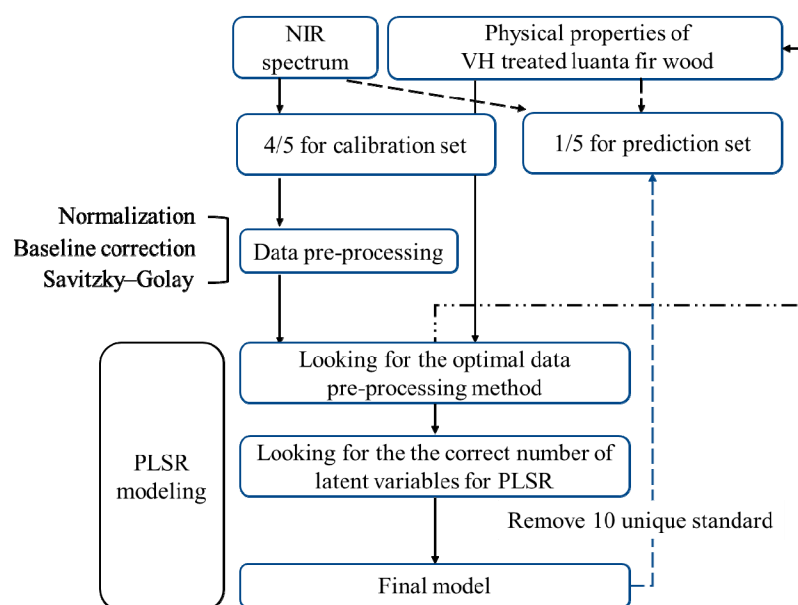 NIR
spectrum
Physical properties of
VH treated luanta fir wood
4/5 for calibration set
1/5 for prediction set
Normalization
Baseline correction
Savitzky–Golay
Data pre-processing
Looking for the optimal data
pre-processing method
PLSR
modeling
Looking for the the correct number of
latent variables for PLSR
Remove 10 unique standard
Final model